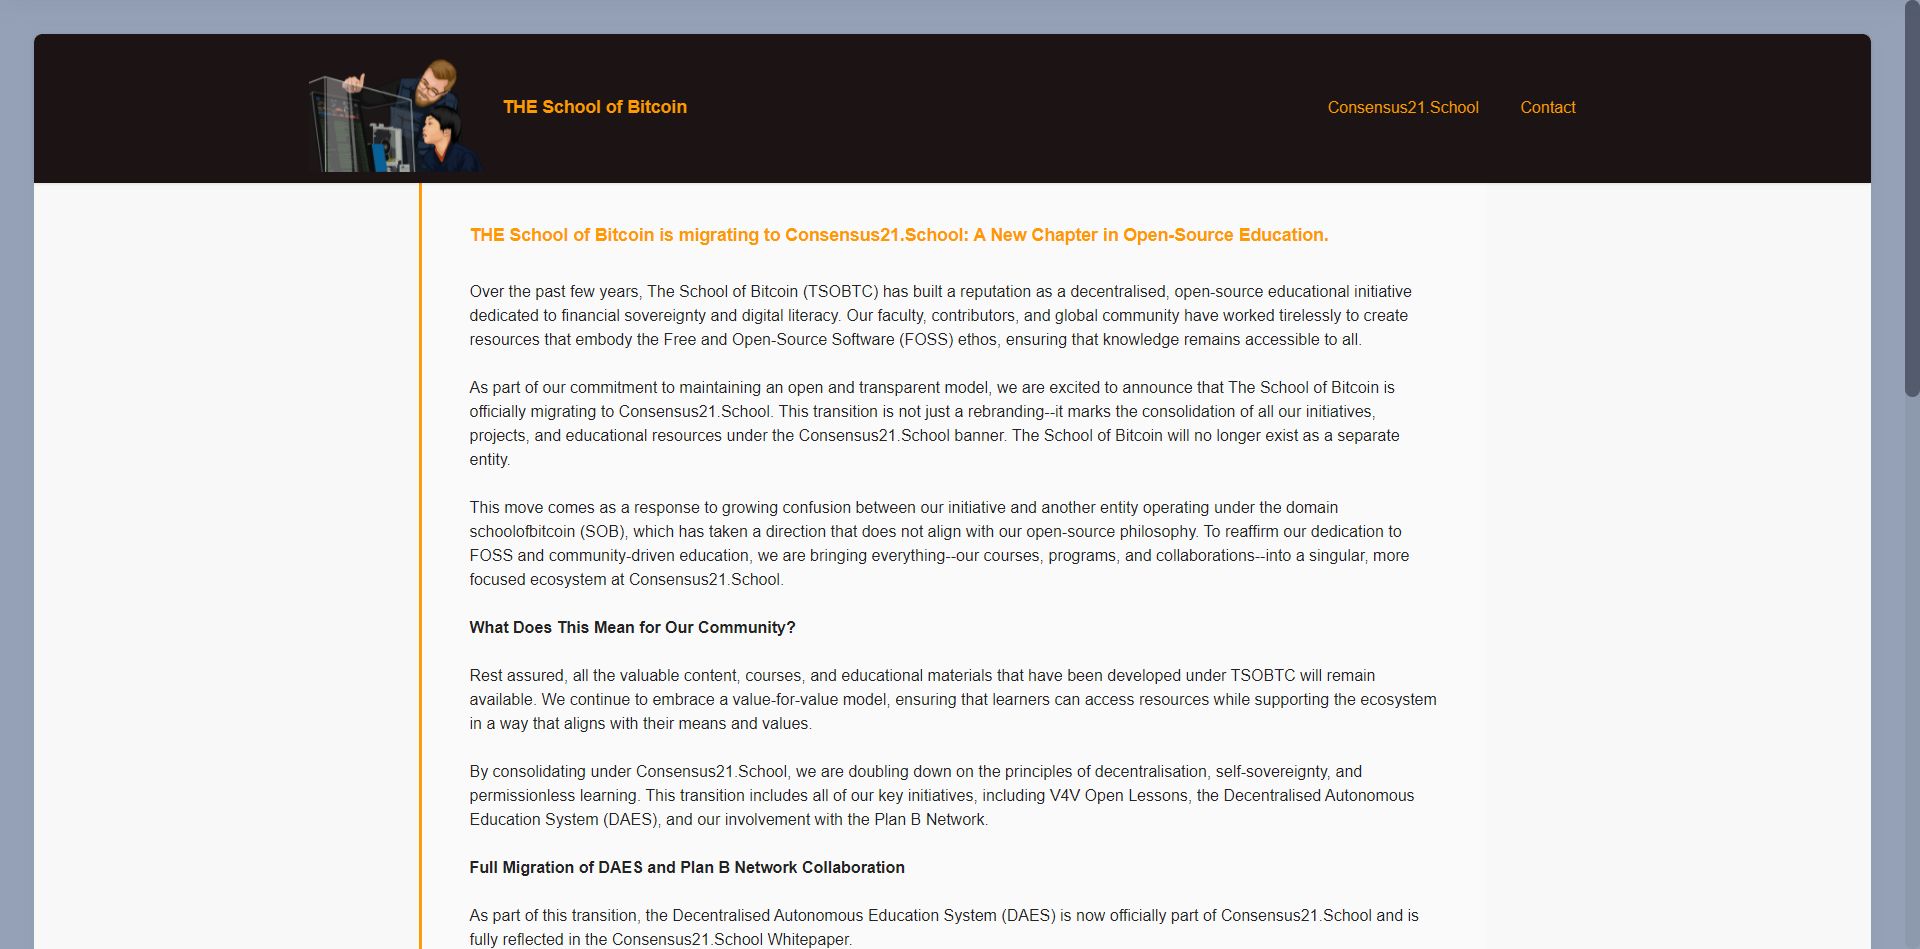 THE School of Bitcoin
Consensus21.School
Contact
THE School of Bitcoin is migrating to Consensus21.School: A New Chapter in Open-Source Education.
Over the past few years, The School of Bitcoin (TSOBTC) has built a reputation as a decentralised, open-source educational initiative
dedicated to financial sovereignty and digital literacy. Our faculty, contributors, and global community have worked tirelessly to create
resources that embody the Free and Open-Source Software (FOSS) ethos, ensuring that knowledge remains accessible to all.
As part of our commitment to maintaining an open and transparent model, we are excited to announce that The School of Bitcoin is
officially migrating to Consensus21.School. This transition is not just a rebranding--it marks the consolidation of all our initiatives,
projects, and educational resources under the Consensus21.School banner. The School of Bitcoin will no longer exist as a separate
entity.
This move comes as a response to growing confusion between our initiative and another entity operating under the domain
schoolofbitcoin (SOB), which has taken a direction that does not align with our open-source philosophy. To reaffirm our dedication to
FOSS and community-driven education, we are bringing everything--our courses, programs, and collaborations--into a singular, more
focused ecosystem at Consensus21.School.
What Does This Mean for Our Community?
Rest assured, all the valuable content, courses, and educational materials that have been developed under TSOBTC will remain
available. We continue to embrace a value-for-value model, ensuring that learners can access resources while supporting the ecosystem
in a way that aligns with their means and values.
By consolidating under Consensus21.School, we are doubling down on the principles of decentralisation, self-sovereignty, and
permissionless learning. This transition includes all of our key initiatives, including V4V Open Lessons, the Decentralised Autonomous
Education System (DAES), and our involvement with the Plan B Network.
Full Migration of DAES and Plan B Network Collaboration
As part of this transition, the Decentralised Autonomous Education System (DAES) is now officially part of Consensus21.School and is
fully reflected in the Consensus21.School Whitepaper.